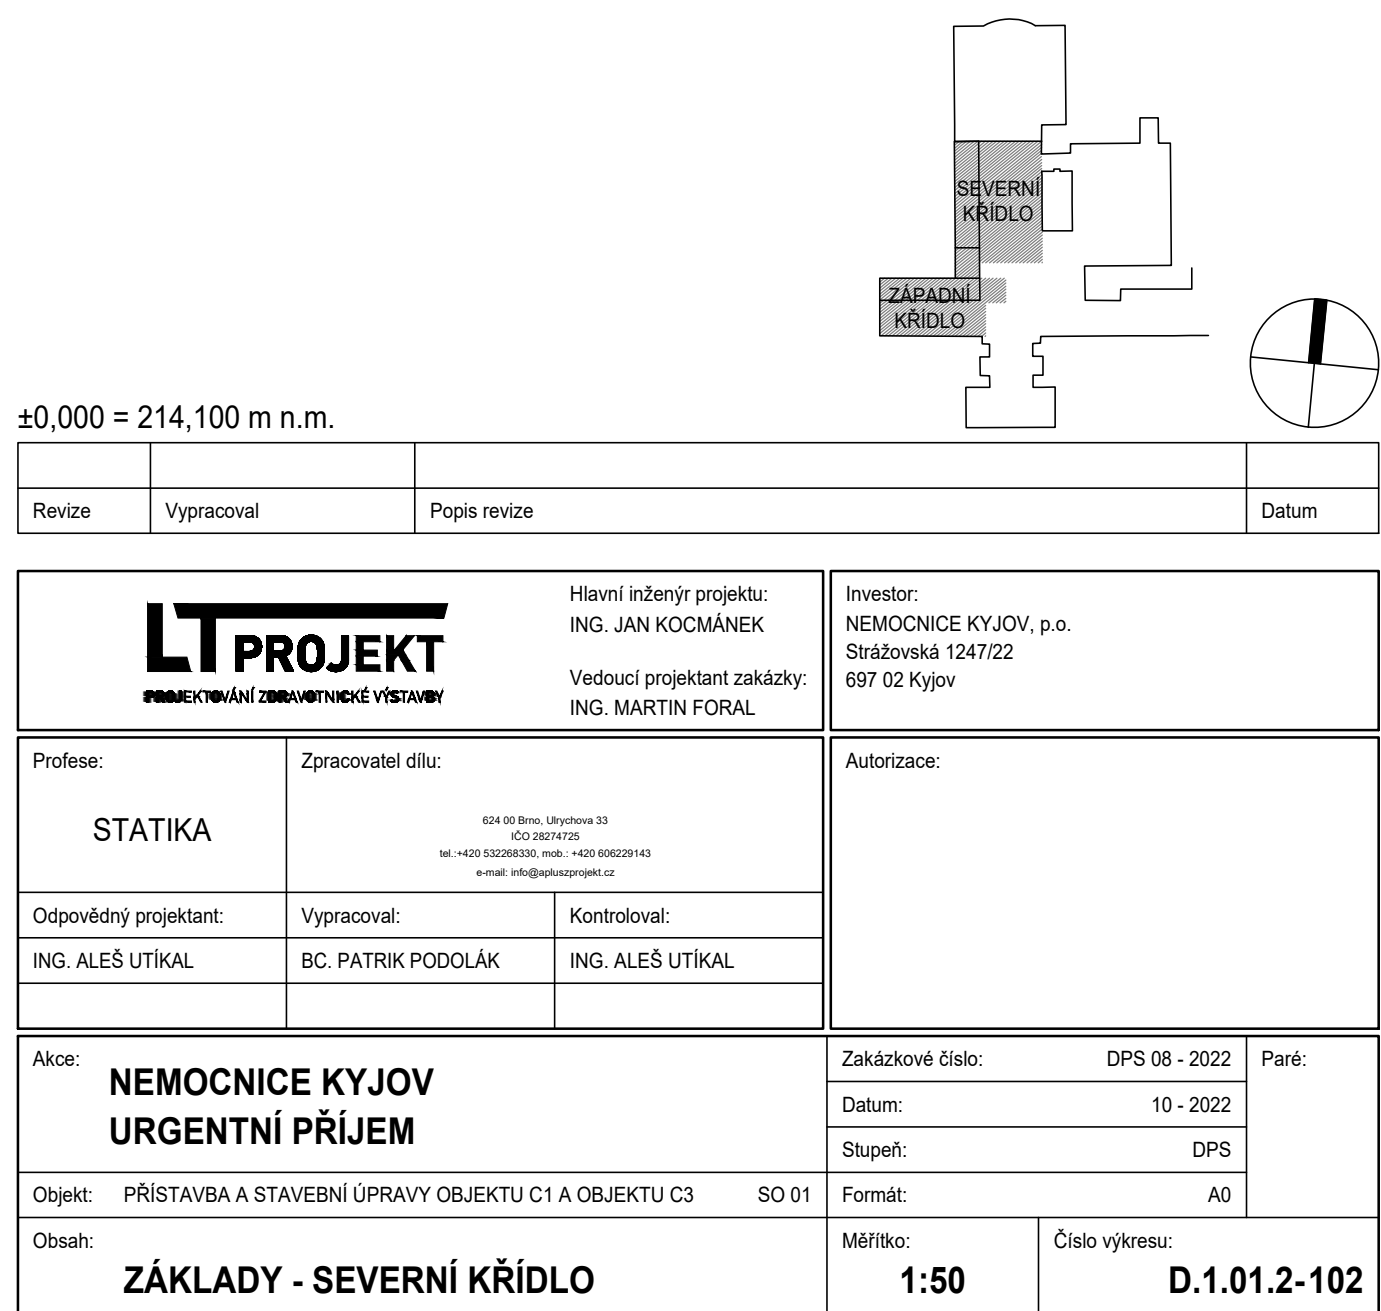 SEVERNÍ
KŘÍDLO
ZÁPADNÍ
KŘÍDLO
±0,000 = 214,100 m n.m.
Revize Vypracoval Popis revize Datum
LT PROJEKT
PROJEKTOVÁNÍ ZDRAVOTNICKÉ VÝSTAVBY
Hlavní inženýr projektu:
ING. JAN KOCMÁNEK
Vedoucí projektant zakázky:
ING. MARTIN FORAL
Investor:
NEMOCNICE KYJOV, p.o.
Strážovská 1247/22
697 02 Kyjov
Profese:
STATIKA
Zpracovatel dílu:
624 00 Brno, Ulrychova 33
IČO 28274725
tel.:+420 532268330, mob.: +420 606229143
e-mail: info@apluszprojekt.cz
Autorizace:
Odpovědný projektant: Vypracoval: Kontroloval:
ING. ALEŠ UTÍKAL BC. PATRIK PODOLÁK ING. ALEŠ UTÍKAL
Akce:
NEMOCNICE KYJOV
URGENTNÍ PŘÍJEM
Zakázkové číslo: DPS 08 - 2022
Paré:
Datum: 10 - 2022
Stupeň: DPS
Objekt: PŘÍSTAVBA A STAVEBNÍ ÚPRAVY OBJEKTU C1 A OBJEKTU C3 SO 01
Formát: A0
Obsah:
ZÁKLADY - SEVERNÍ KŘÍDLO
Měřítko:
1:50
Číslo výkresu:
D.1.01.2-102